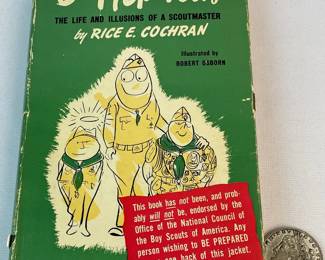 THE LIFE AND ILLUSIONS OF A SCOUTMASTER
by RICE E. COCHRAN
Illustrated by
ROBERT OSBORN
This book has not been, and prob-
ably will not be, endorsed by the
Office of the National Council of
the Boy Scouts of America. Any
person wishing to BE PREPARED
back of this jacket.